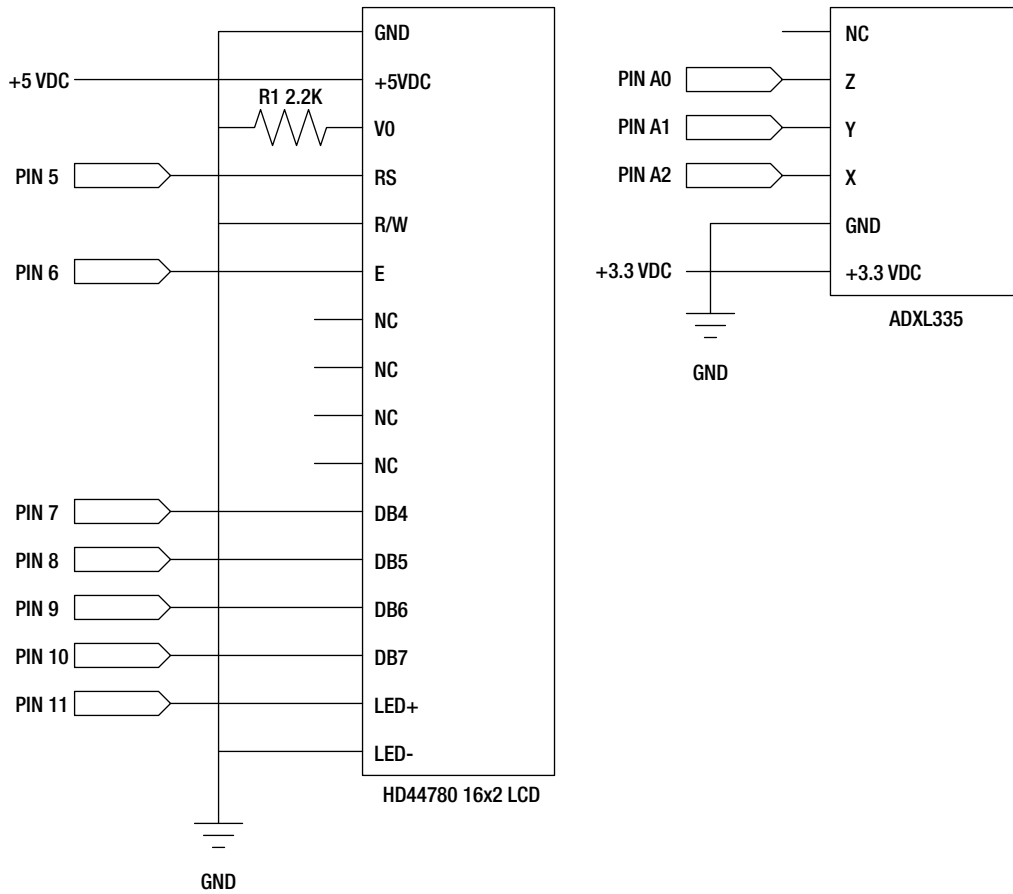 GND
+5 VDC
+5VDC
R1 2.2K
V0
PIN 5
RS
R/W
PIN 6
E
NC
NC
NC
NC
PIN 7
DB4
PIN 8
DB5
PIN 9
DB6
PIN 10
DB7
PIN 11
LED+
LED-
HD44780 16x2 LCD
GND
NC
PIN A0
Z
PIN A1
Y
PIN A2
X
GND
+3.3 VDC
+3.3 VDC
ADXL335
GND